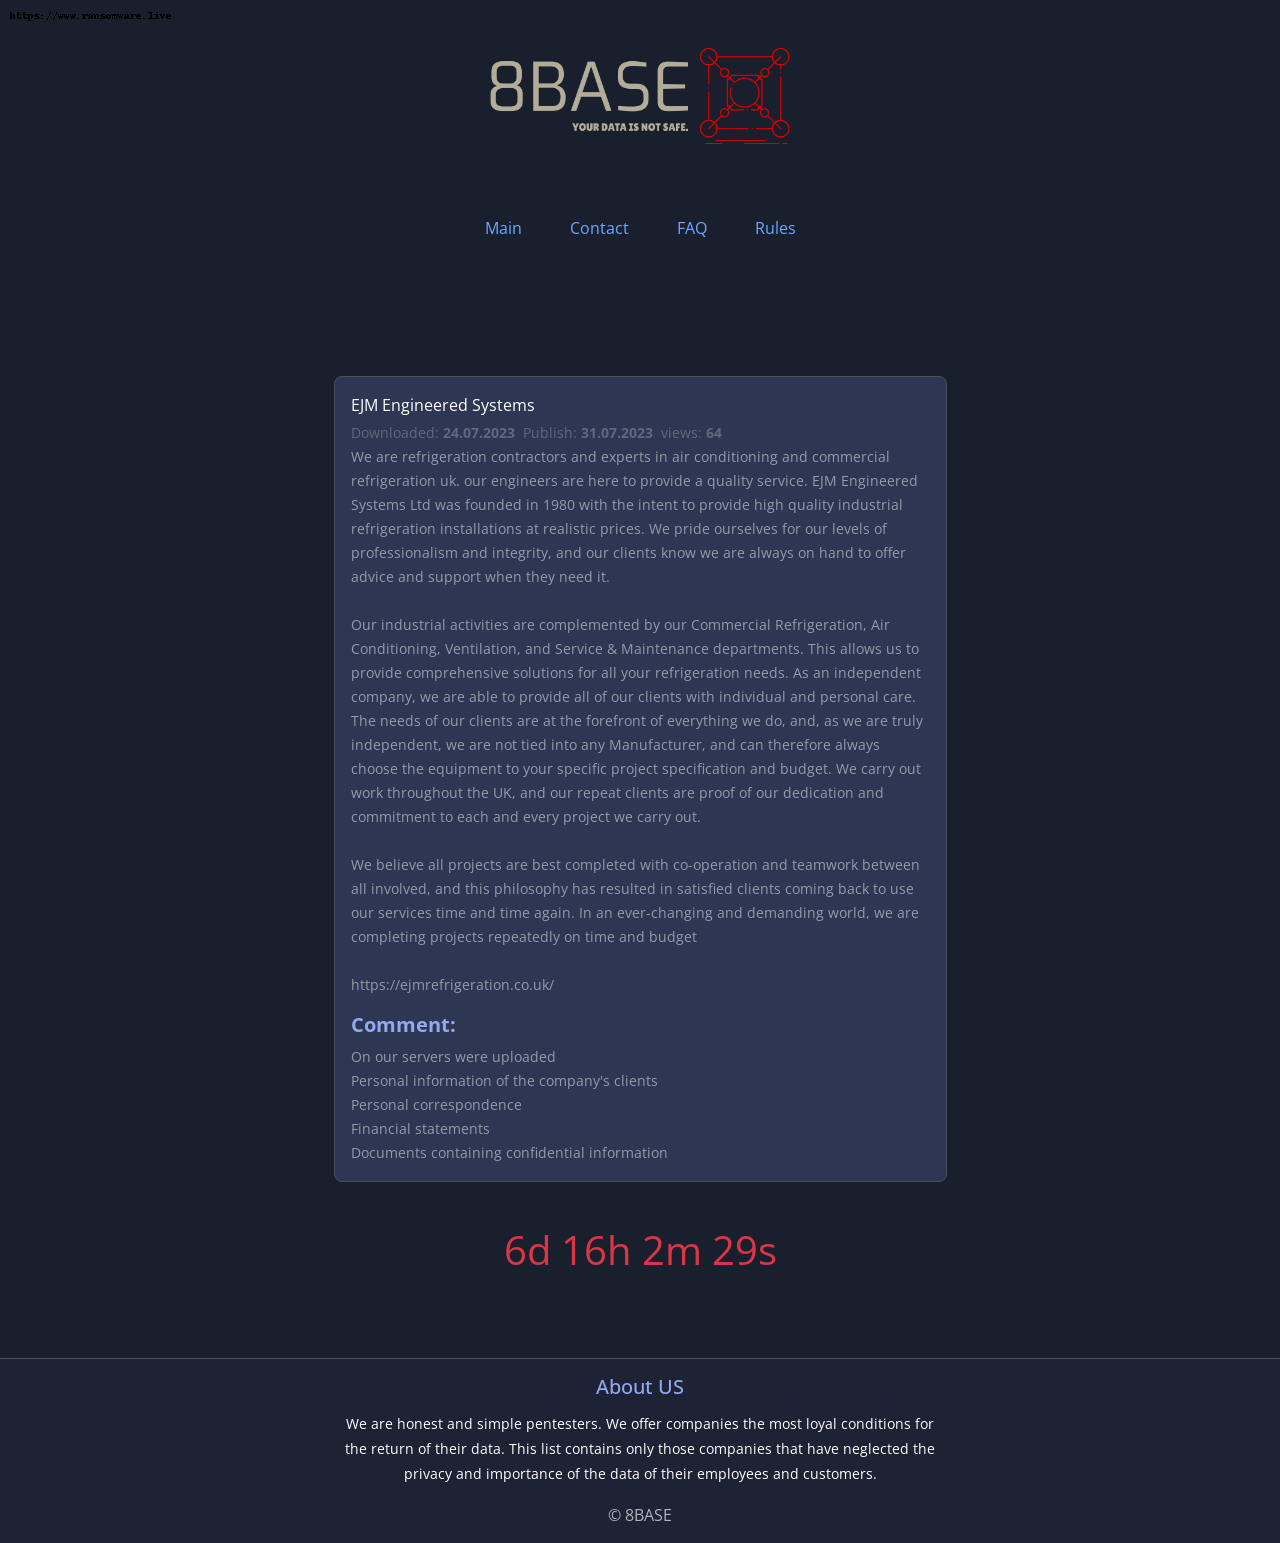 https://www.ransomware.live
8BASE
YOUR DATA IS NOT SAFE.
Main Contact FAQ Rules
EJM Engineered Systems
Downloaded: 24.07.2023 Publish: 31.07.2023 views: 64
We are refrigeration contractors and experts in air conditioning and commercial
refrigeration uk. our engineers are here to provide a quality service. EJM Engineered
Systems Ltd was founded in 1980 with the intent to provide high quality industrial
refrigeration installations at realistic prices. We pride ourselves for our levels of
professionalism and integrity, and our clients know we are always on hand to offer
advice and support when they need it.
Our industrial activities are complemented by our Commercial Refrigeration, Air
Conditioning, Ventilation, and Service & Maintenance departments. This allows us to
provide comprehensive solutions for all your refrigeration needs. As an independent
company, we are able to provide all of our clients with individual and personal care.
The needs of our clients are at the forefront of everything we do, and, as we are truly
independent, we are not tied into any Manufacturer, and can therefore always
choose the equipment to your specific project specification and budget. We carry out
work throughout the UK, and our repeat clients are proof of our dedication and
commitment to each and every project we carry out.
We believe all projects are best completed with co-operation and teamwork between
all involved, and this philosophy has resulted in satisfied clients coming back to use
our services time and time again. In an ever-changing and demanding world, we are
completing projects repeatedly on time and budget
https://ejmrefrigeration.co.uk/
Comment:
On our servers were uploaded
Personal information of the company's clients
Personal correspondence
Financial statements
Documents containing confidential information
6d 16h 2m 29s
About US
We are honest and simple pentesters. We offer companies the most loyal conditions for
the return of their data. This list contains only those companies that have neglected the
privacy and importance of the data of their employees and customers.
© 8BASE